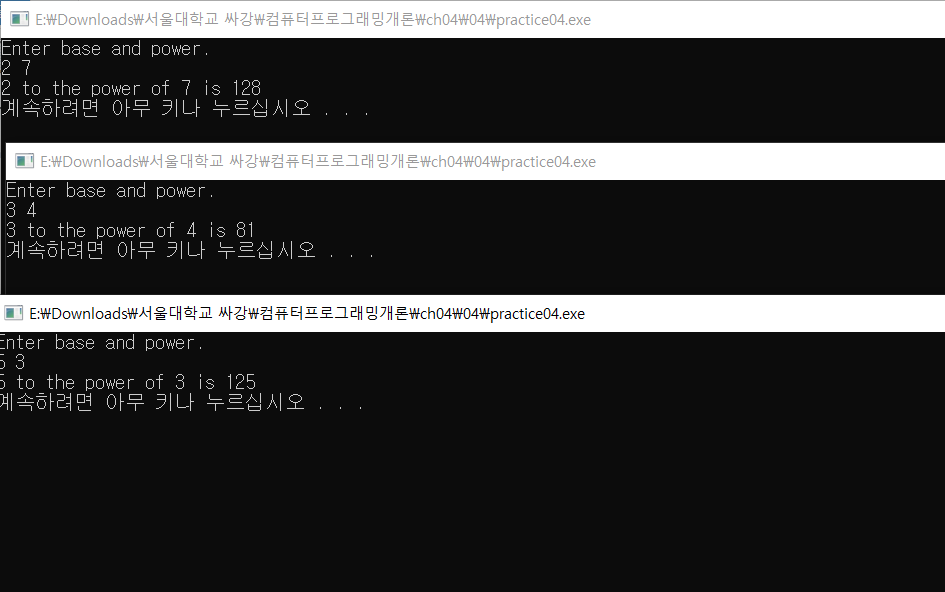 E:₩Downloads₩서울대학교 싸강₩컴퓨터프로그래밍개론₩ch04₩04₩practice04.exe
Enter base and power.
2 7
2 to the power of 7 is 128
계속하려면 아무 키나 누르십시오 . . .
E:₩Downloads₩서울대학교 싸강₩컴퓨터프로그래밍개론₩ch04₩04₩practice04.exe
Enter base and power.
3 4
3 to the power of 4 is 81
계속하려면 아무 키나 누르십시오 . . .
E:₩Downloads₩서울대학교 싸강₩컴퓨터프로그래밍개론₩ch04₩04₩practice04.exe
Enter base and power.
5 3
5 to the power of 3 is 125
계속하려면 아무 키나 누르십시오 . . .